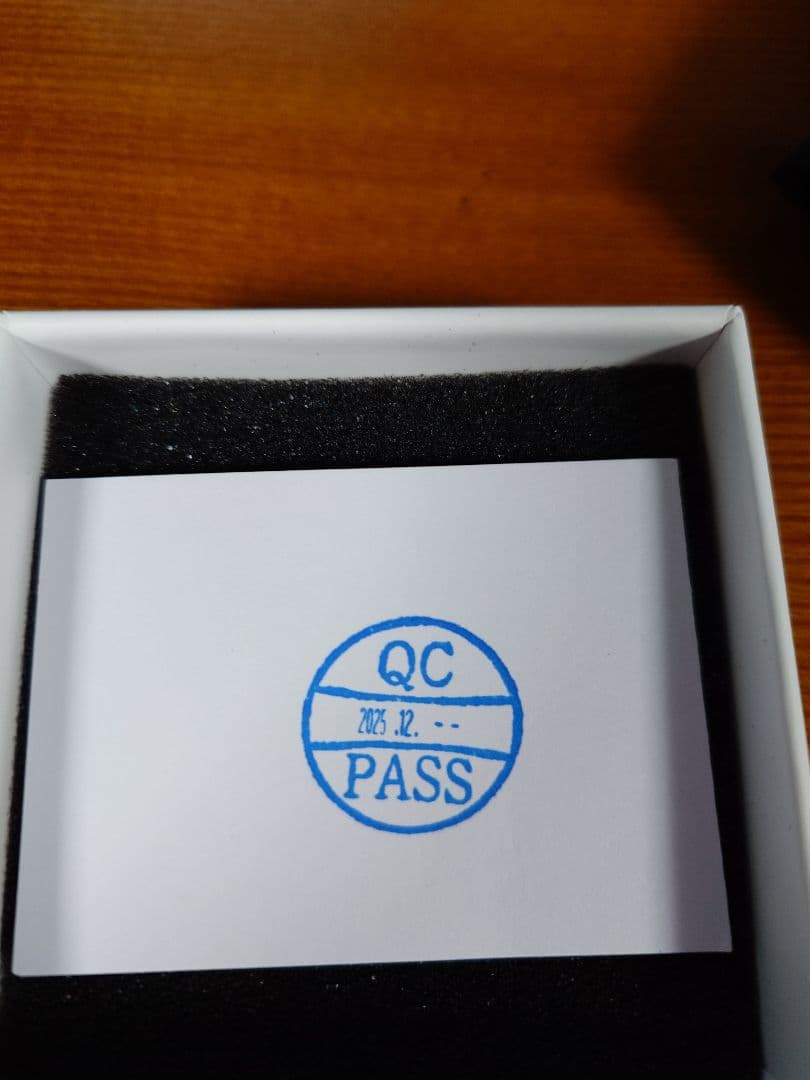 QC
2025.12. --
PASS